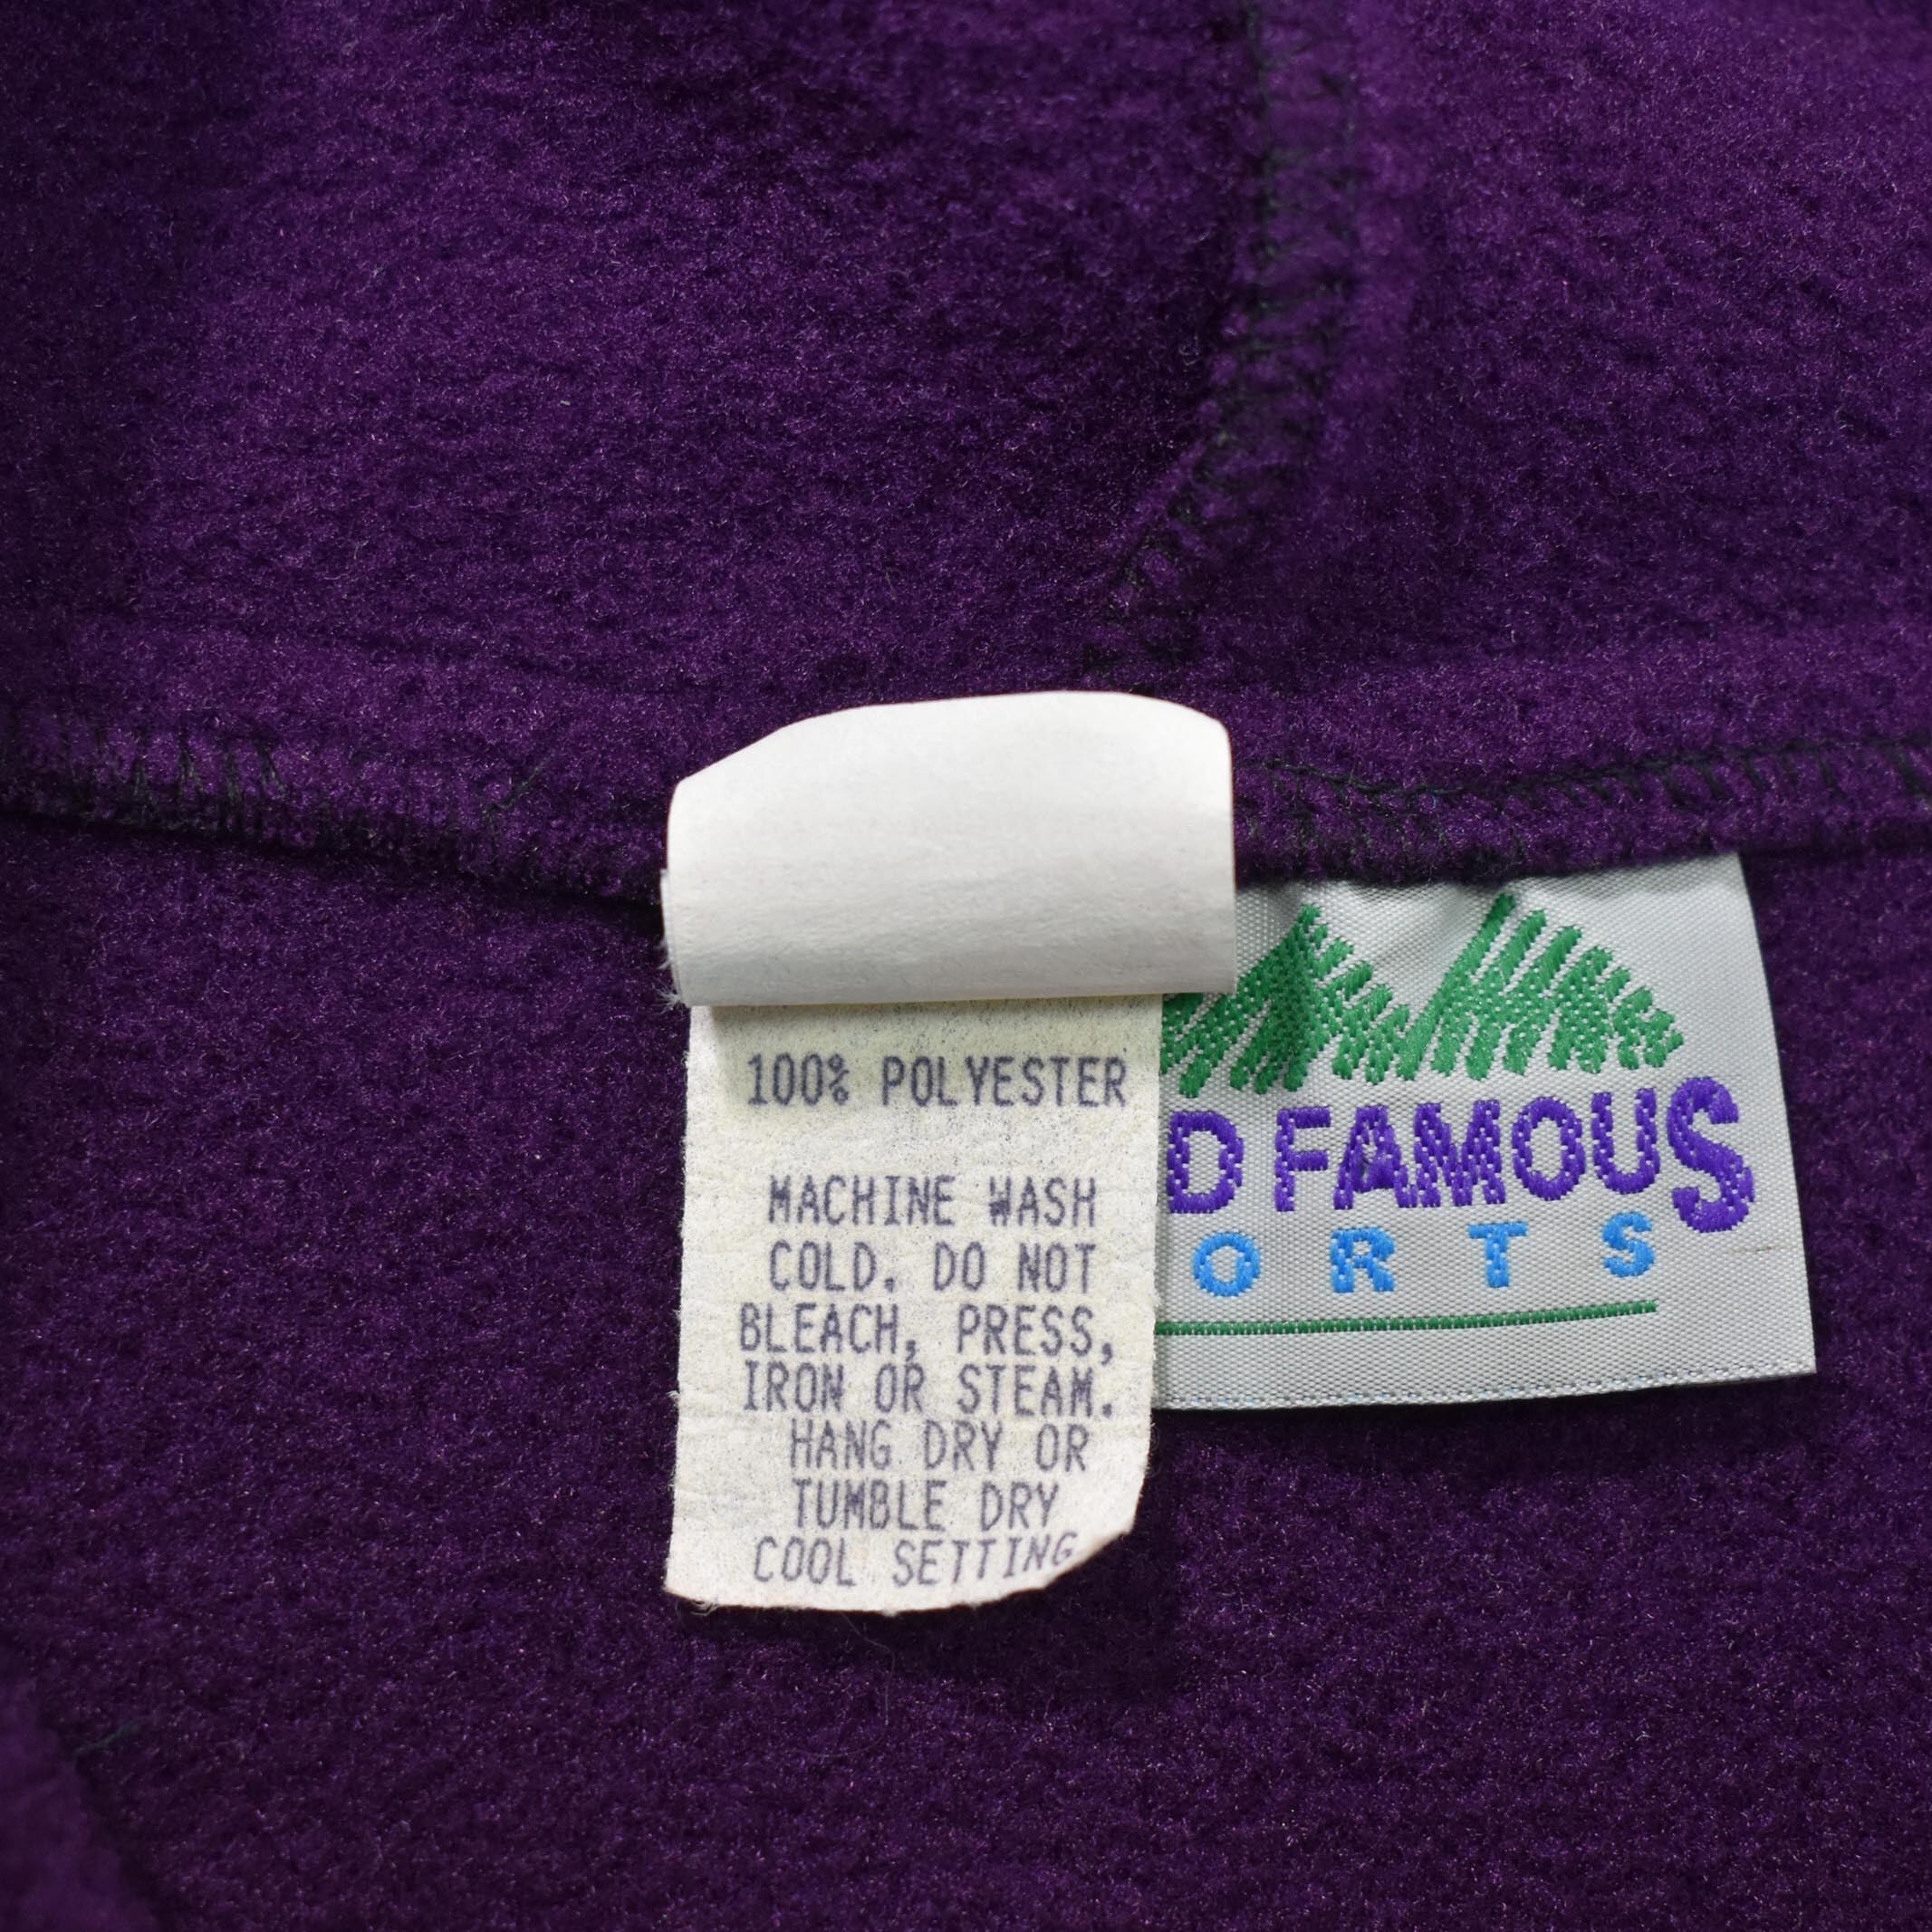 100% POLYESTER
MACHINE WASH
COLD. DO NOT
BLEACH, PRESS,
IRON OR STEAM.
HANG DRY OR
TUMBLE DRY
COOL SETTING
D FAMOUS
ORTS